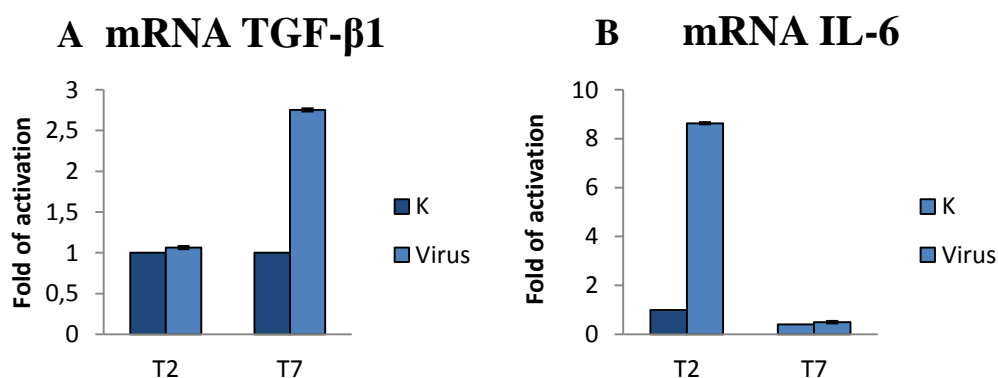 A mRNA TGF-β1
Fold of activation
3
2,5
2
1,5
1
0,5
0
T2
T7
K
Virus
B mRNA IL-6
Fold of activation
10
8
6
4
2
0
T2
T7
K
Virus